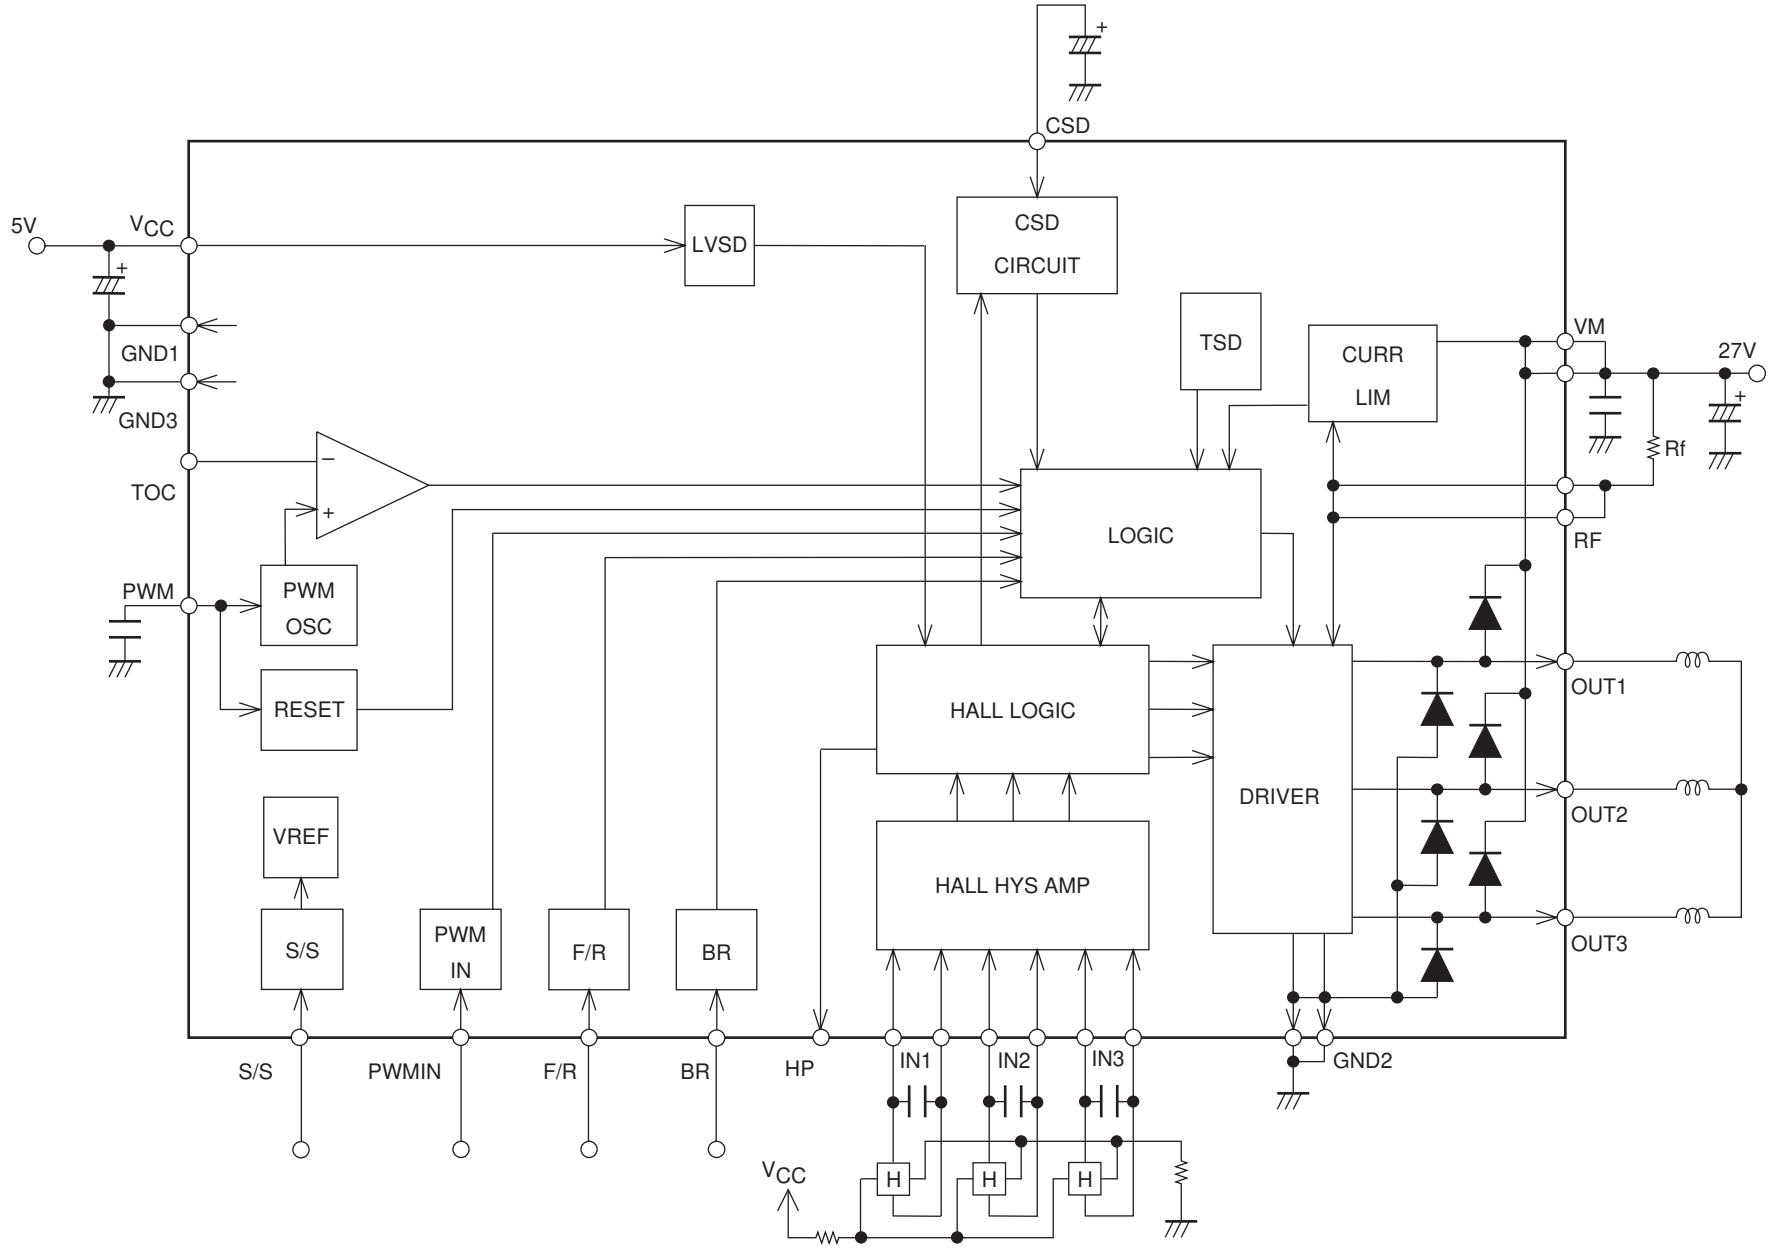 +
CSD
5V
VCC
LVSD
CSD
CIRCUIT
+
GND1
GND3
TSD
CURR
LIM
VM
27V
+
Rf
TOC
−
+
LOGIC
RF
PWM
PWM
OSC
RESET
HALL LOGIC
OUT1
DRIVER
OUT2
VREF
HALL HYS AMP
S/S
PWM
IN
F/R
BR
OUT3
S/S
PWMIN
F/R
BR
HP
IN1
IN2
IN3
GND2
VCC
H
H
H